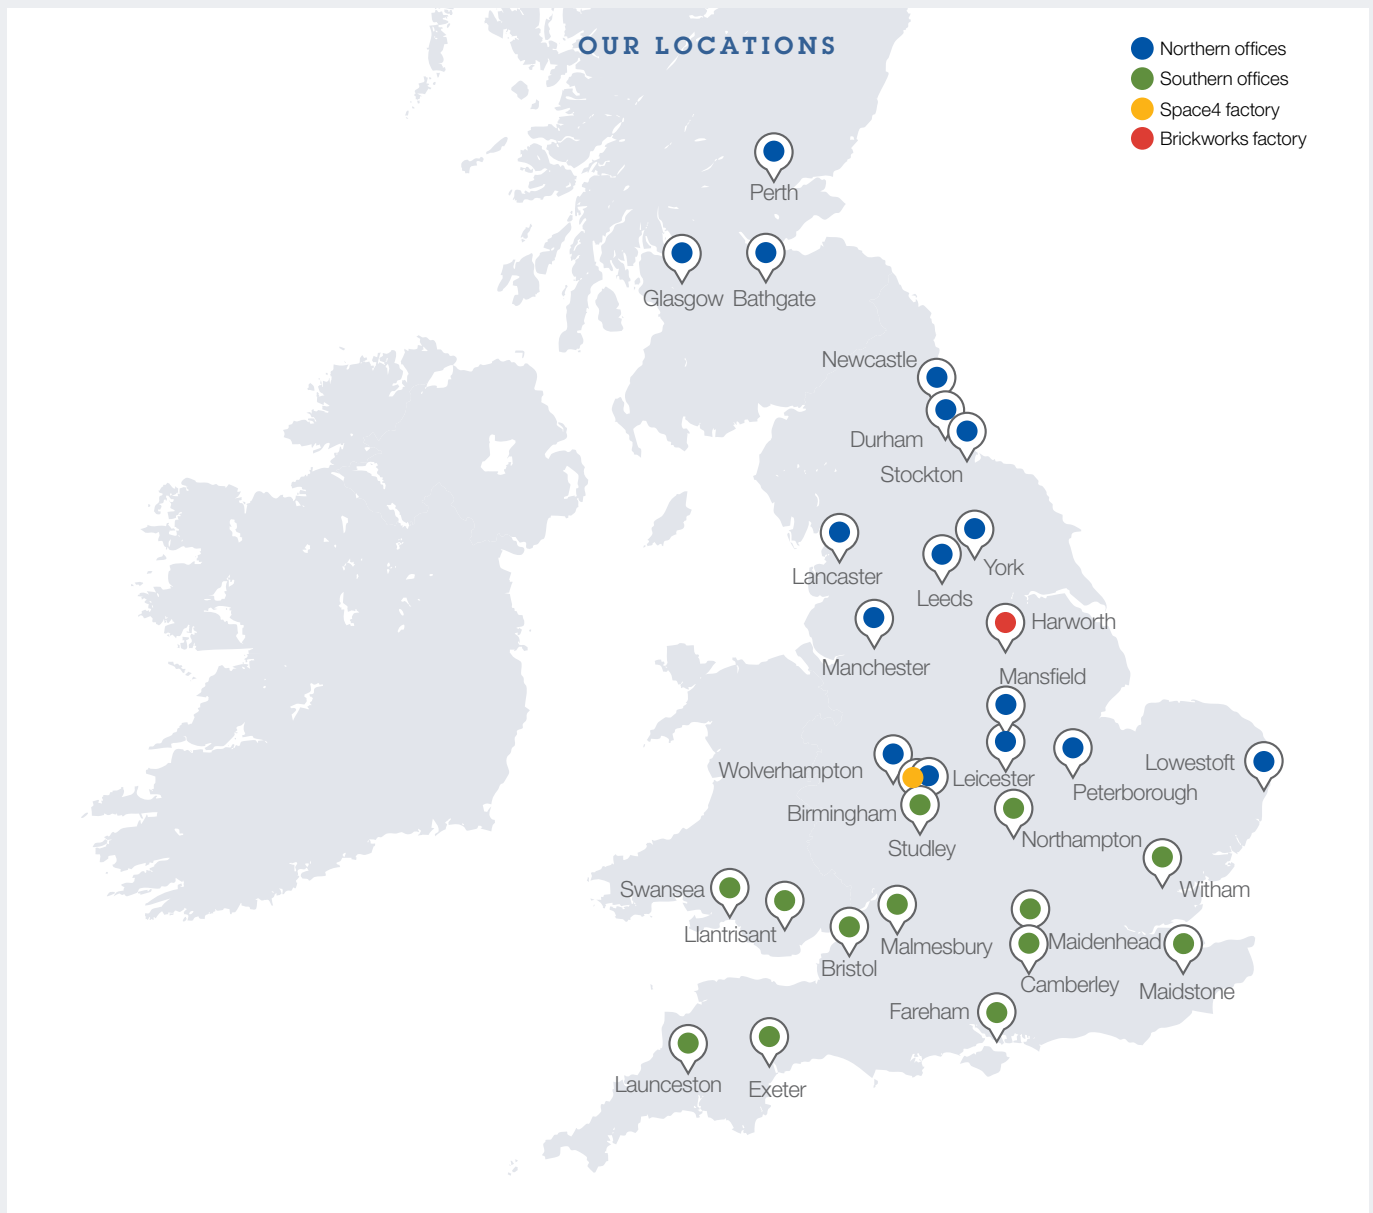 OUR LOCATIONS
Northern offices
Southern offices
Space4 factory
Brickworks factory
Perth
Glasgow
Bathgate
Newcastle
Durham
Stockton
Lancaster
York
Leeds
Harworth
Manchester
Mansfield
Wolverhampton
Leicester
Peterborough
Lowestoft
Birmingham
Studley
Northampton
Witham
Swansea
Llantrisant
Bristol
Malmesbury
Maidenhead
Camberley
Maidstone
Fareham
Launceston
Exeter